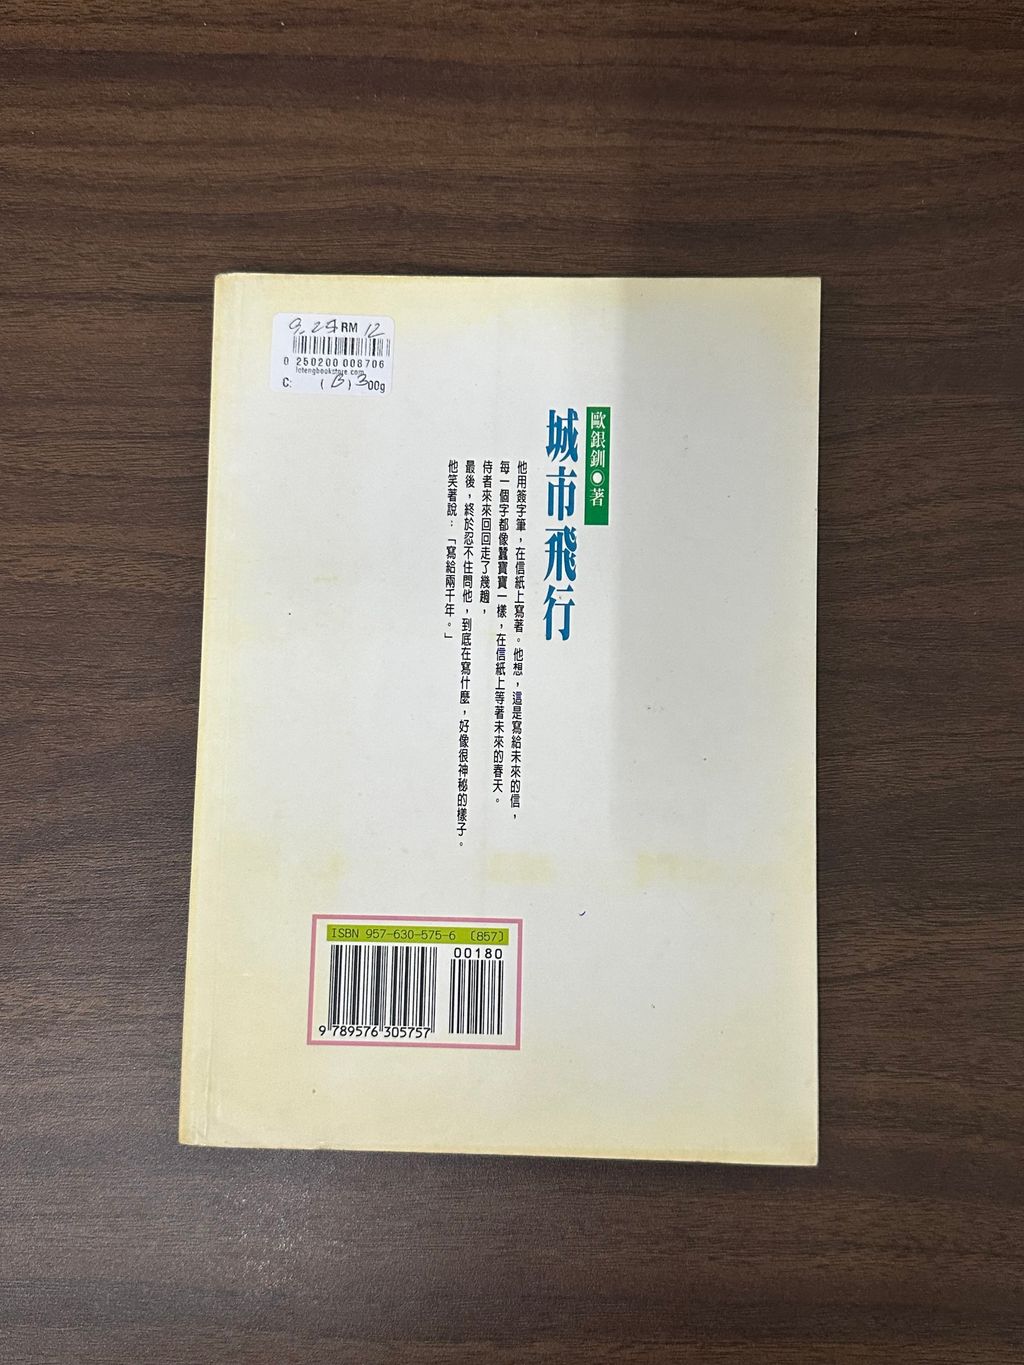 RM 12
0 250200 008706
lotengbookstore.com
C: (B) 300g
歐銀釧◉著
城市飛行
他用簽字筆，在信紙上寫著。他想，這是寫給未來的信，
每一個字都像蠶寶寶一樣，在信紙上等著未來的春天。
侍者來來回回走了幾趟，
最後，終於忍不住問他，到底在寫什麼，好像很神秘的樣子。
他笑著說：「寫給兩千年。」
ISBN 957-630-575-6 〔857〕
00180
9 789576 305757